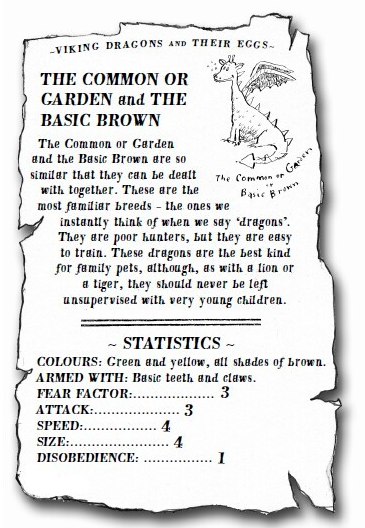 ~VIKING DRAGONS AND THEIR EGGS~
THE COMMON OR
GARDEN and THE
BASIC BROWN
The Common or Garden
or
Basic Brown
The Common or Garden
and the Basic Brown are so
similar that they can be dealt
with together. These are the
most familiar breeds - the ones we
instantly think of when we say 'dragons'.
They are poor hunters, but they are easy
to train. These dragons are the best kind
for family pets, although, as with a lion or
a tiger, they should never be left
unsupervised with very young children.
~ STATISTICS ~
COLOURS: Green and yellow, all shades of brown.
ARMED WITH: Basic teeth and claws.
FEAR FACTOR:................... 3
ATTACK:.................... 3
SPEED:................. 4
SIZE:........................ 4
DISOBEDIENCE: ................ 1